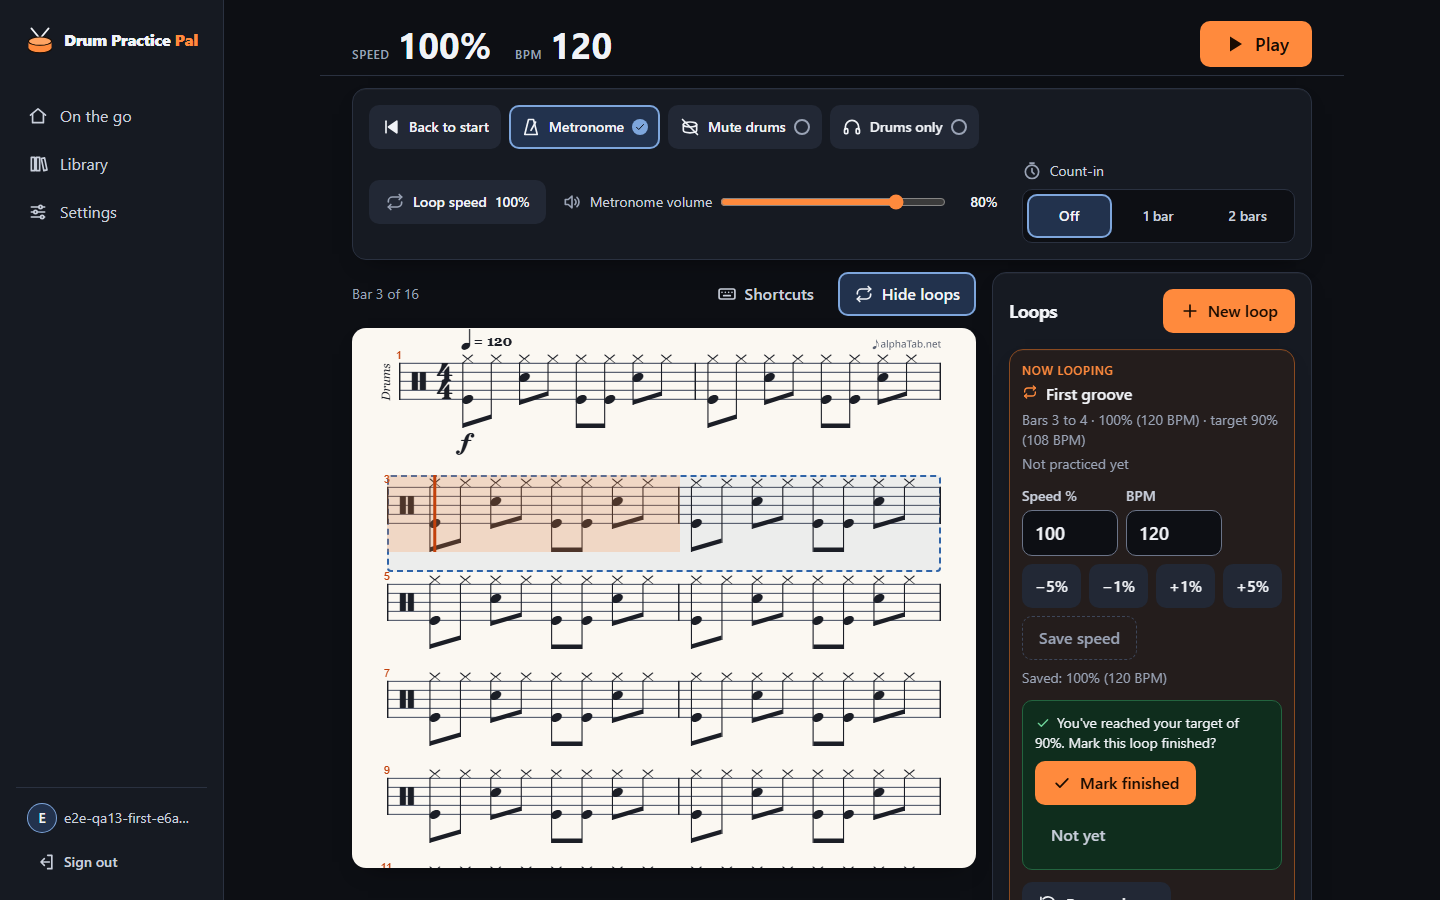 Drum Practice Pal
On the go
Library
Settings
e2e-qa13-first-e6a...
Sign out
SPEED 100% BPM 120
Play
Back to start
Metronome
Mute drums
Drums only
Loop speed 100%
Metronome volume
80%
Count-in
Off
1 bar
2 bars
Bar 3 of 16
Shortcuts
Hide loops
= 120
alphaTab.net
1
Drums
4
4
f
3
5
7
9
11
Loops
New loop
NOW LOOPING
First groove
Bars 3 to 4 · 100% (120 BPM) · target 90%
(108 BPM)
Not practiced yet
Speed %
BPM
100
120
−5%
−1%
+1%
+5%
Save speed
Saved: 100% (120 BPM)
You've reached your target of
90%. Mark this loop finished?
Mark finished
Not yet